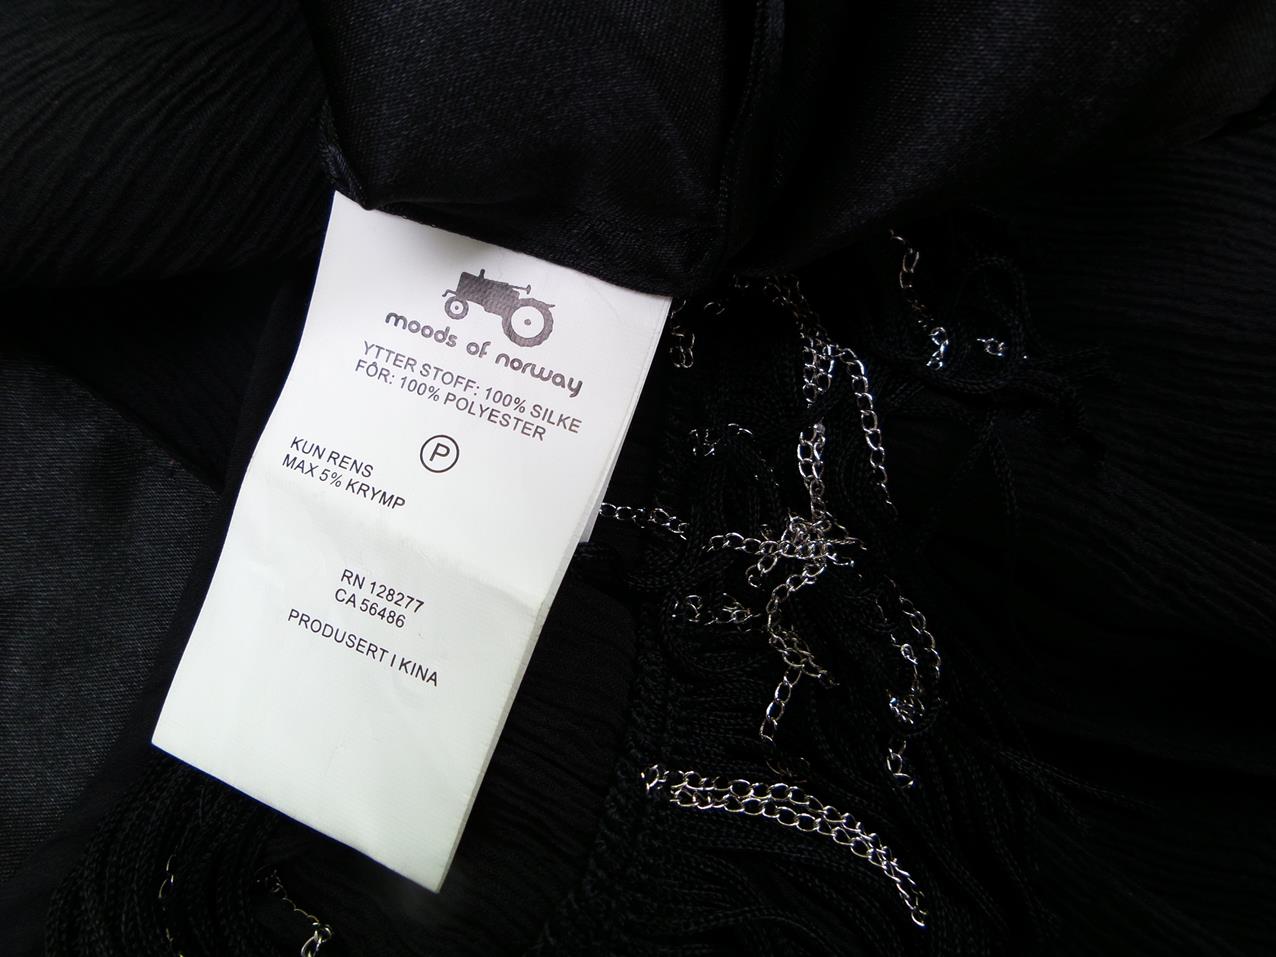 moods of norway
YTTER STOFF: 100% SILKE
FÔR: 100% POLYESTER
P
KUN RENS
MAX 5% KRYMP
RN 128277
CA 56486
PRODUSERT I KINA